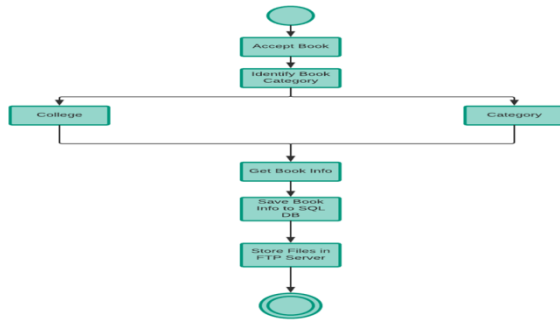 Accept Book
Identify Book
Category
College
Category
Get Book Info
Save Book
Info to SQL
DB
Store Files in
FTP Server